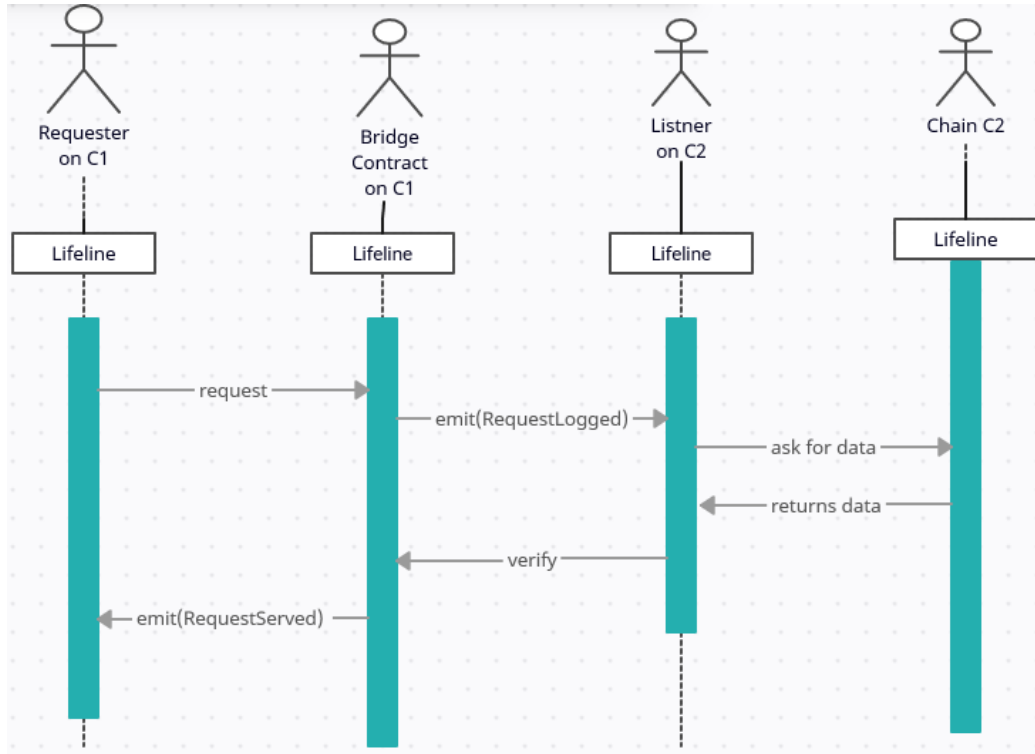 Requester
on C1
Bridge
Contract
on C1
Listner
on C2
Chain C2
Lifeline
Lifeline
Lifeline
Lifeline
request
emit(RequestLogged)
ask for data
returns data
verify
emit(RequestServed)